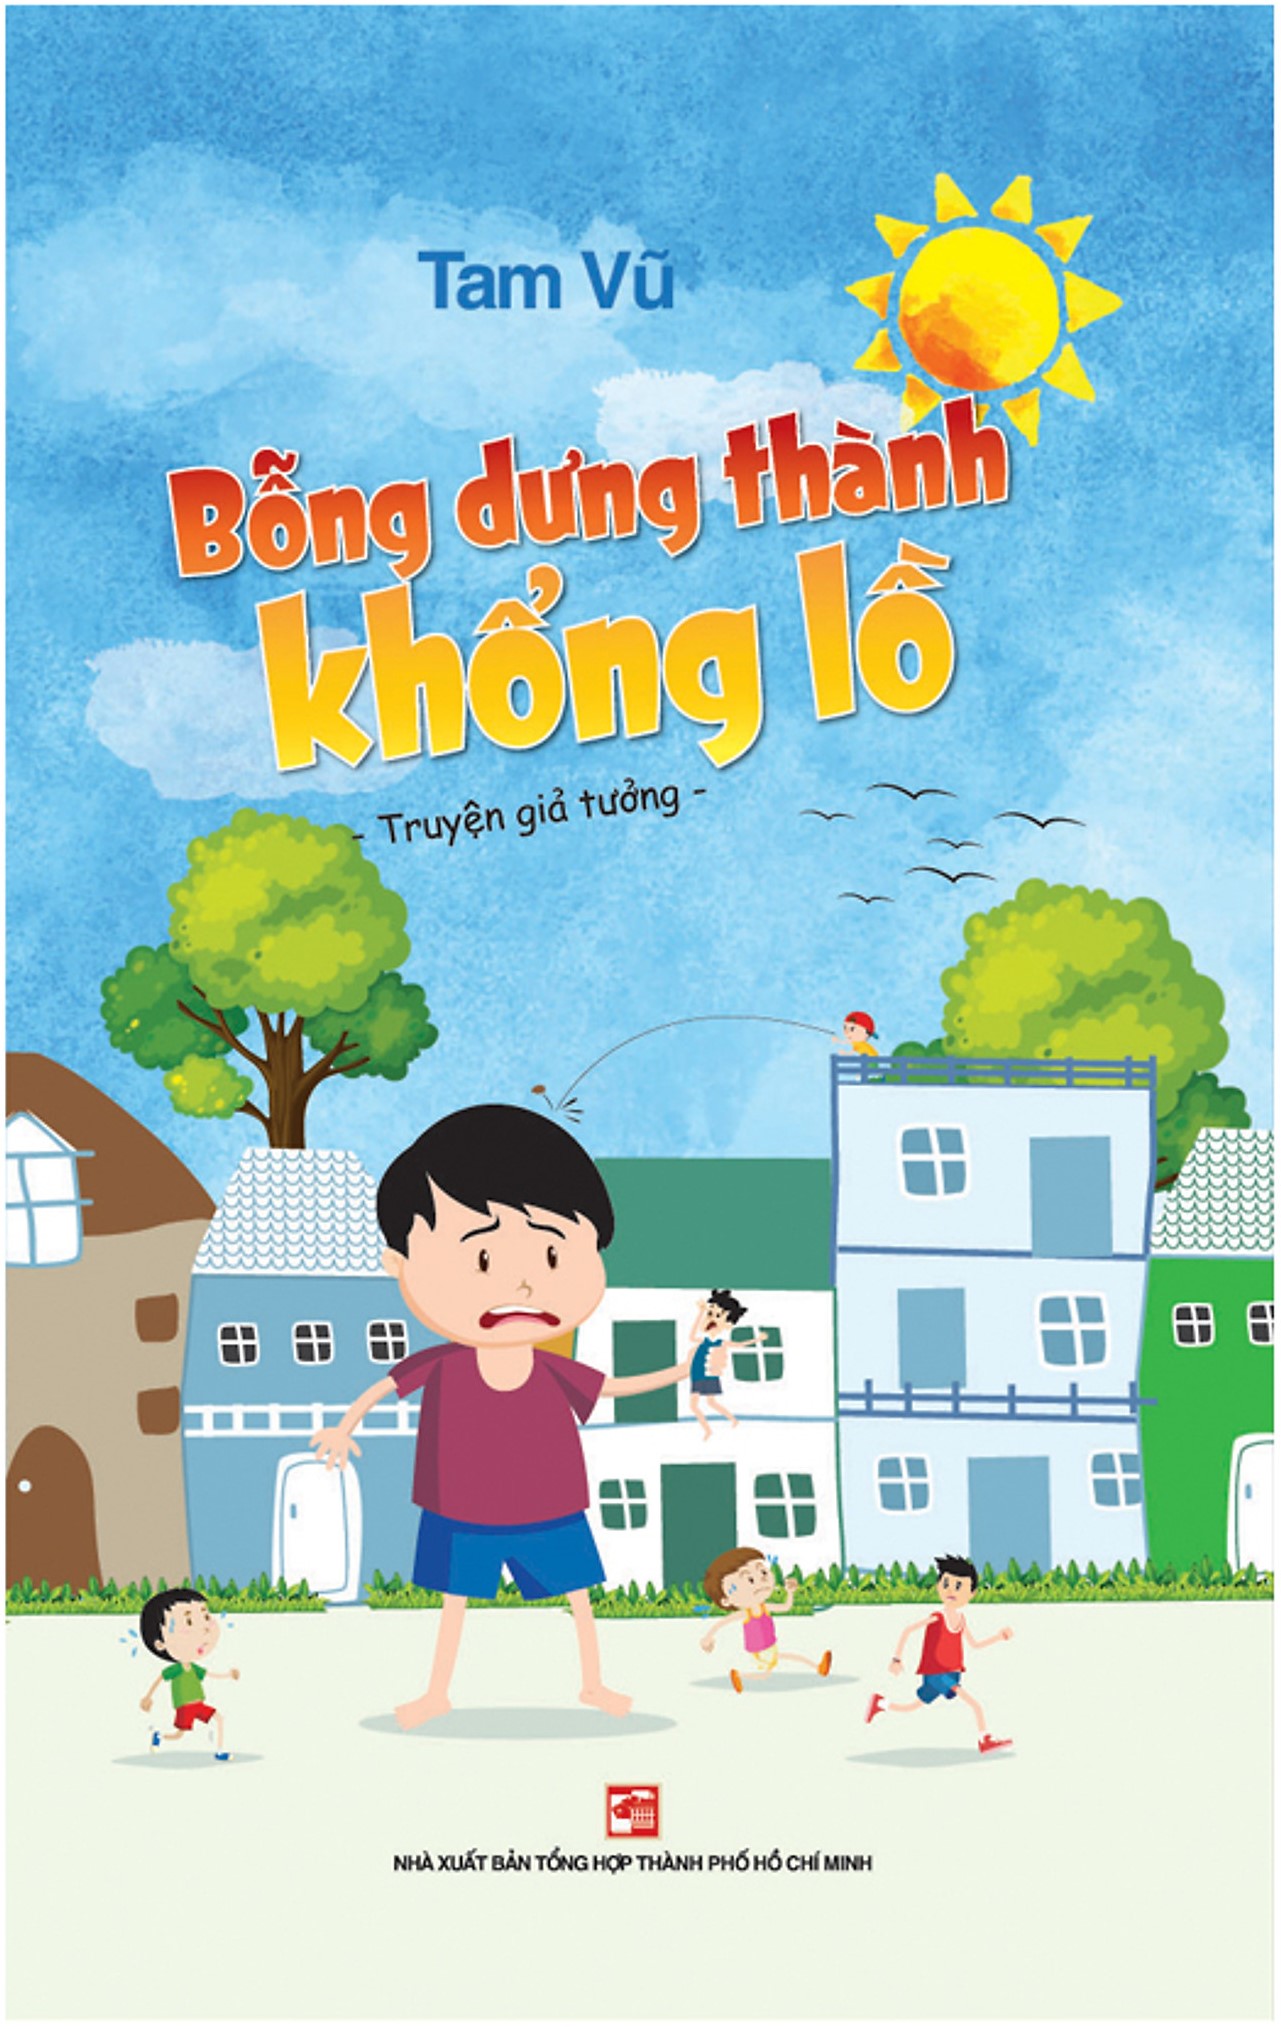 Tam Vũ
Bỗng dưng thành
khổng lồ
- Truyện giả tưởng -
NHÀ XUẤT BẢN TỔNG HỢP THÀNH PHỐ HỒ CHÍ MINH